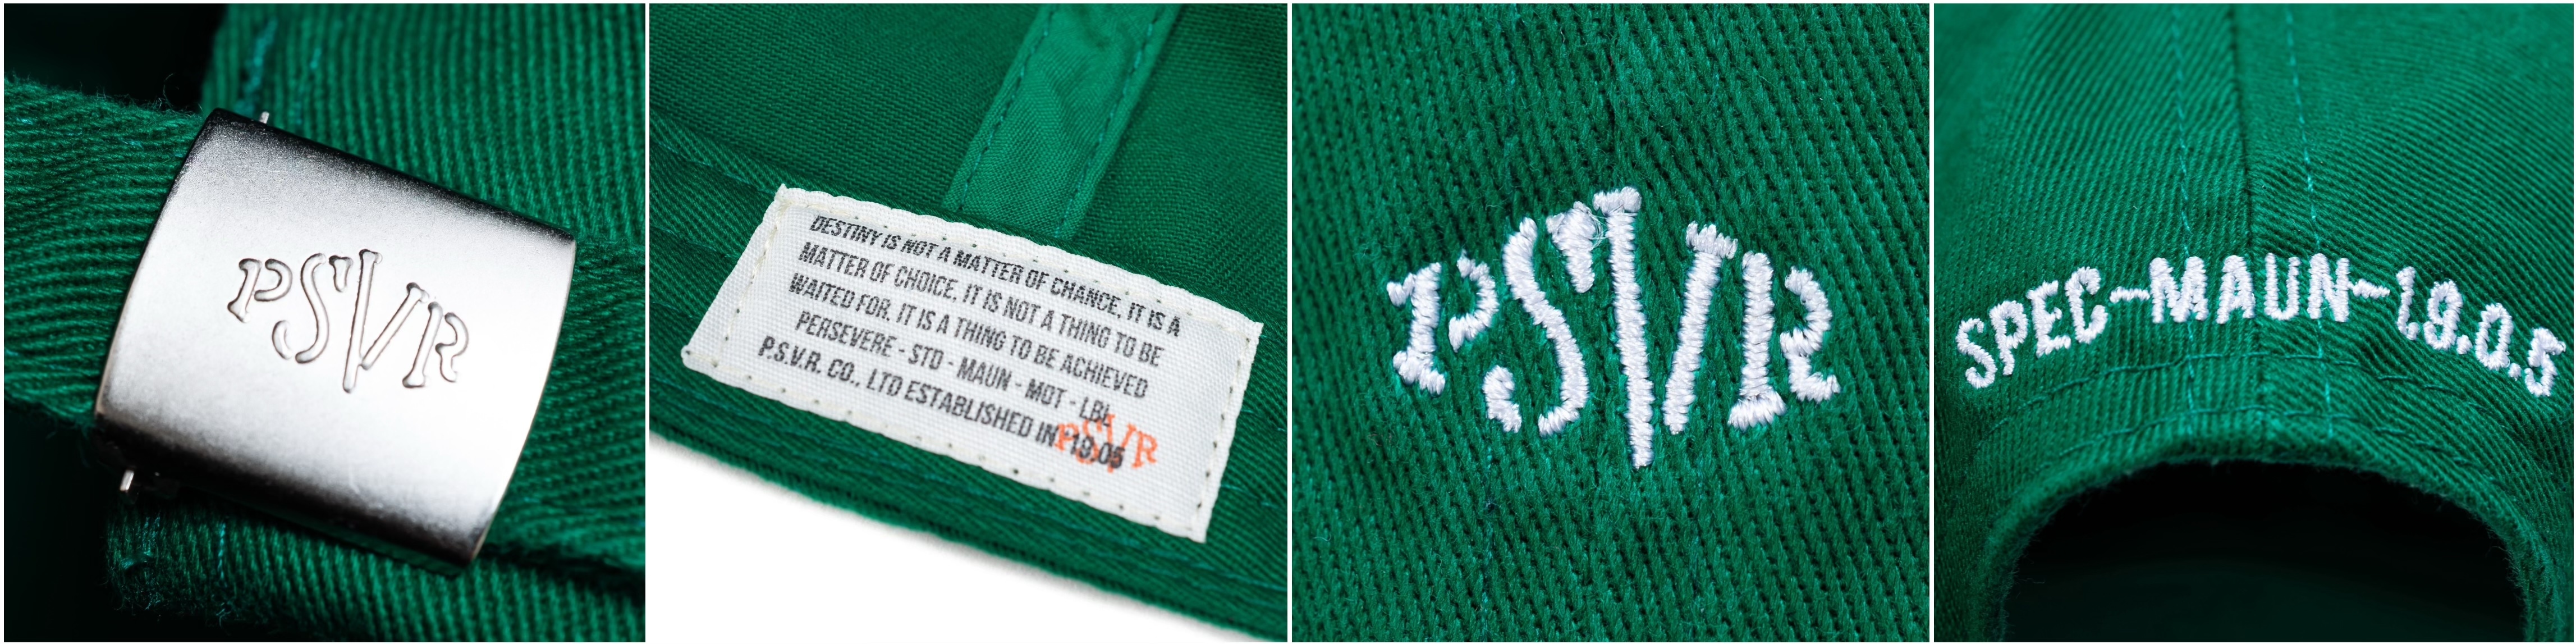 PSVR
DESTINY IS NOT A MATTER OF CHANCE, IT IS A
MATTER OF CHOICE, IT IS NOT A THING TO BE
WAITED FOR. IT IS A THING TO BE ACHIEVED
PERSEVERE - STD - MAUN - MOT - LBL
P.S.V.R. CO., LTD ESTABLISHED IN 19.05
PSVR
PSVR
SPEC-MAUN-1.9.0.5